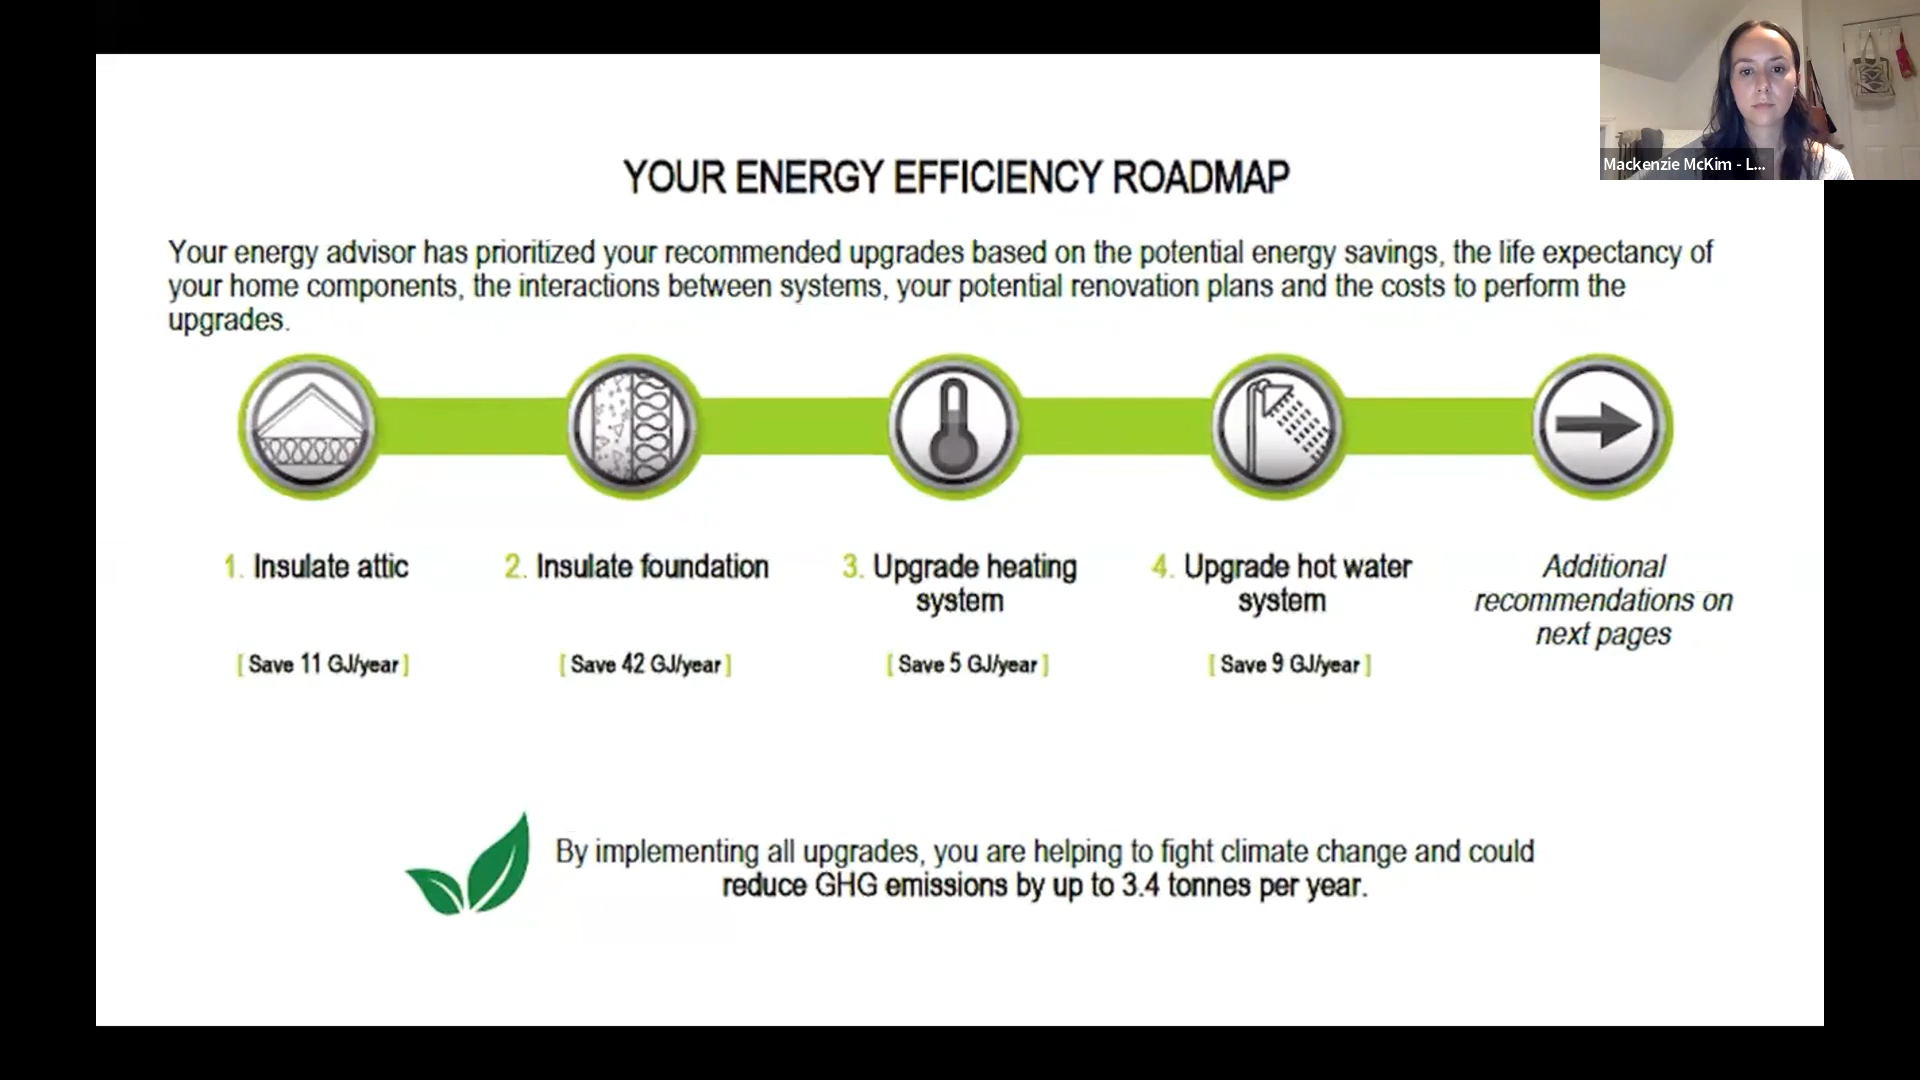 Mackenzie McKim - L...
YOUR ENERGY EFFICIENCY ROADMAP
Your energy advisor has prioritized your recommended upgrades based on the potential energy savings, the life expectancy of
your home components, the interactions between systems, your potential renovation plans and the costs to perform the
upgrades.
1. Insulate attic
[ Save 11 GJ/year ]
2. Insulate foundation
[ Save 42 GJ/year ]
3. Upgrade heating
system
[ Save 5 GJ/year ]
4. Upgrade hot water
system
[ Save 9 GJ/year ]
Additional
recommendations on
next pages
By implementing all upgrades, you are helping to fight climate change and could
reduce GHG emissions by up to 3.4 tonnes per year.